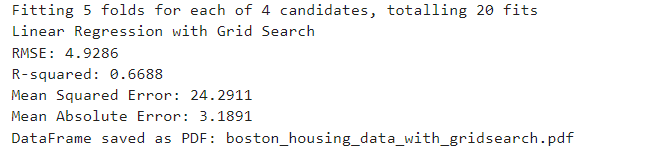 Fitting 5 folds for each of 4 candidates, totalling 20 fits
Linear Regression with Grid Search
RMSE: 4.9286
R-squared: 0.6688
Mean Squared Error: 24.2911
Mean Absolute Error: 3.1891
DataFrame saved as PDF: boston_housing_data_with_gridsearch.pdf